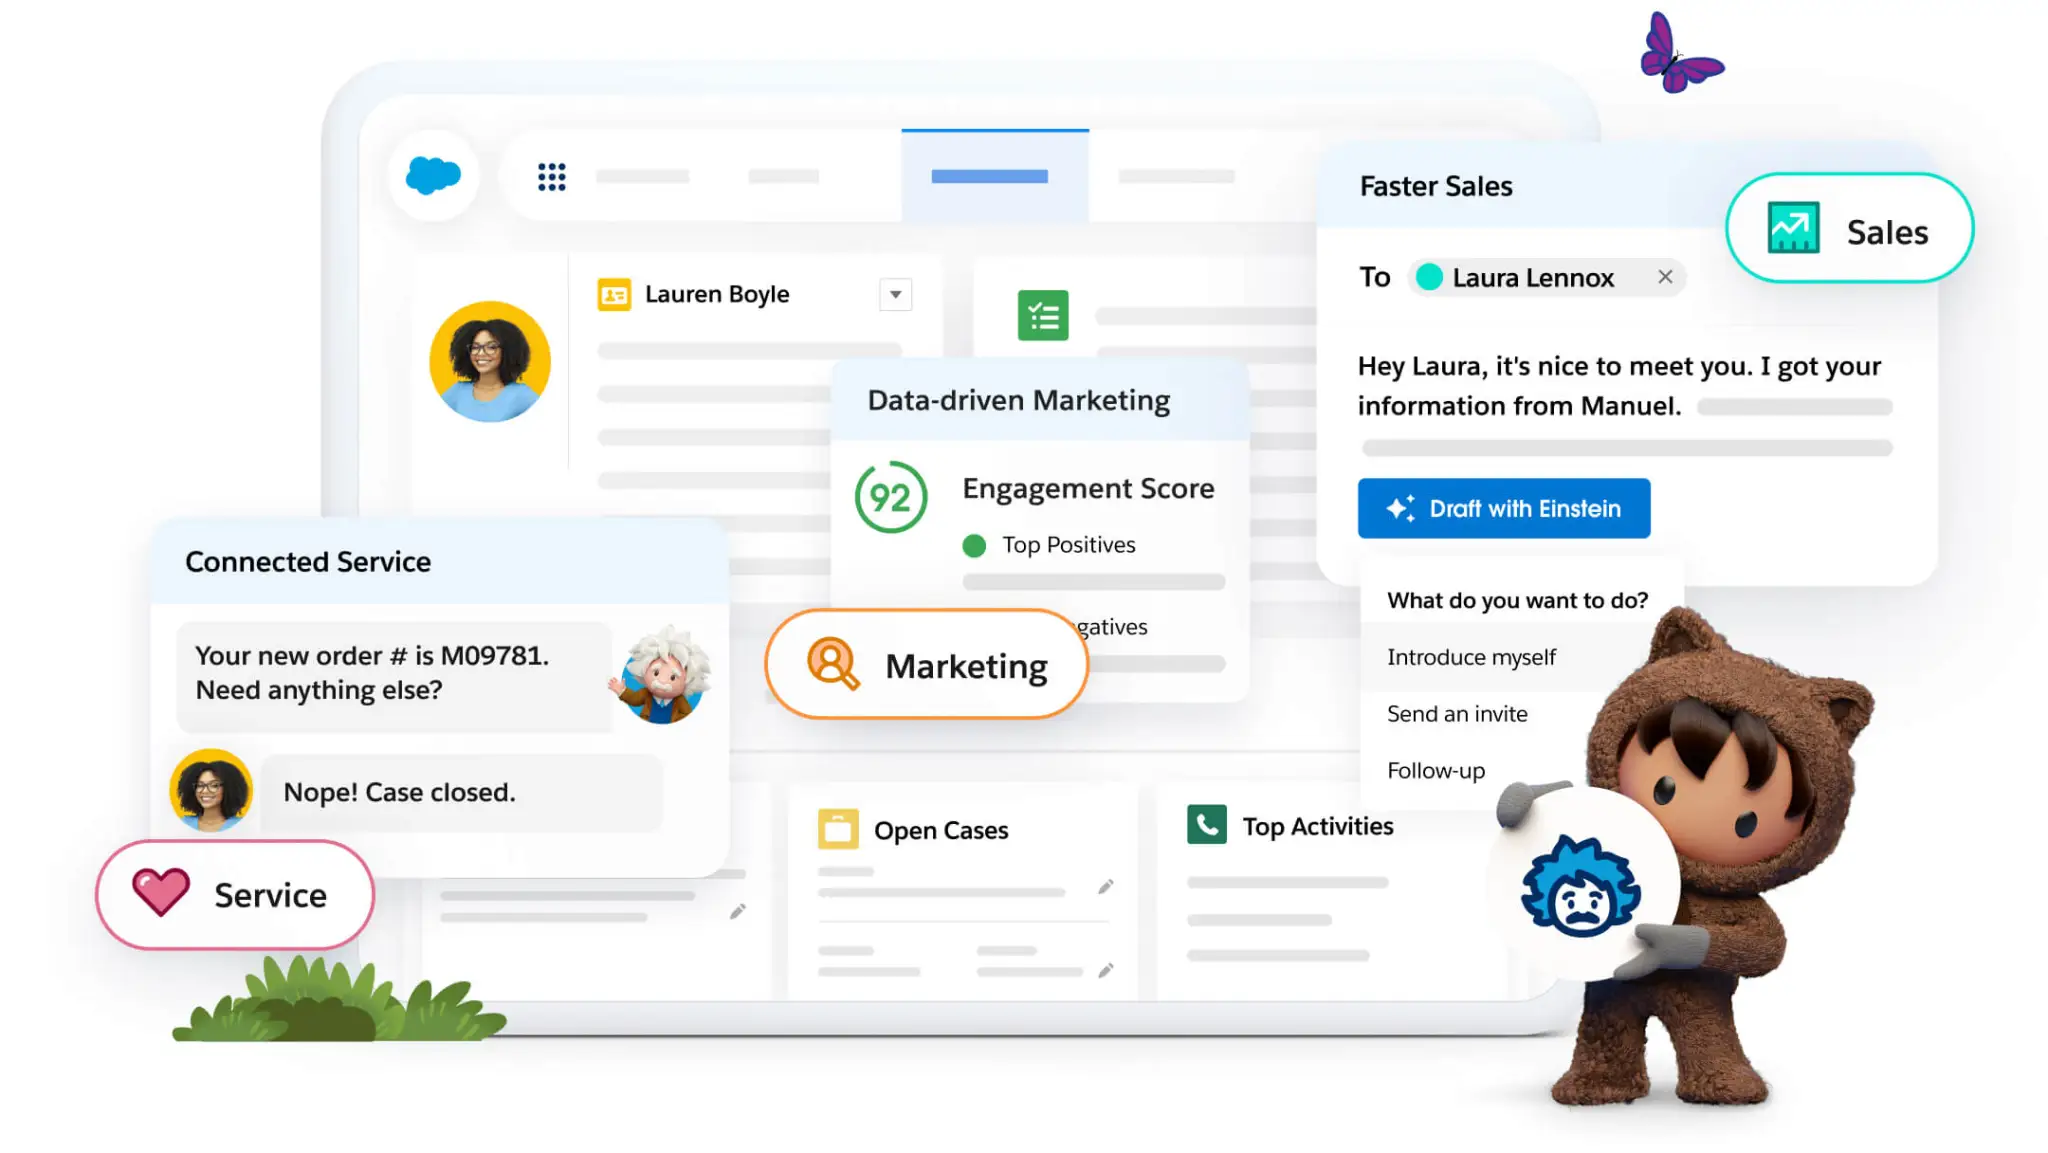 Faster Sales
Sales
To
Laura Lennox
Hey Laura, it's nice to meet you. I got your
information from Manuel.
Draft with Einstein
What do you want to do?
Introduce myself
Send an invite
Follow-up
Lauren Boyle
Data-driven Marketing
92
Engagement Score
Top Positives
gatives
Marketing
Connected Service
Your new order # is M09781.
Need anything else?
Nope! Case closed.
Service
Open Cases
Top Activities